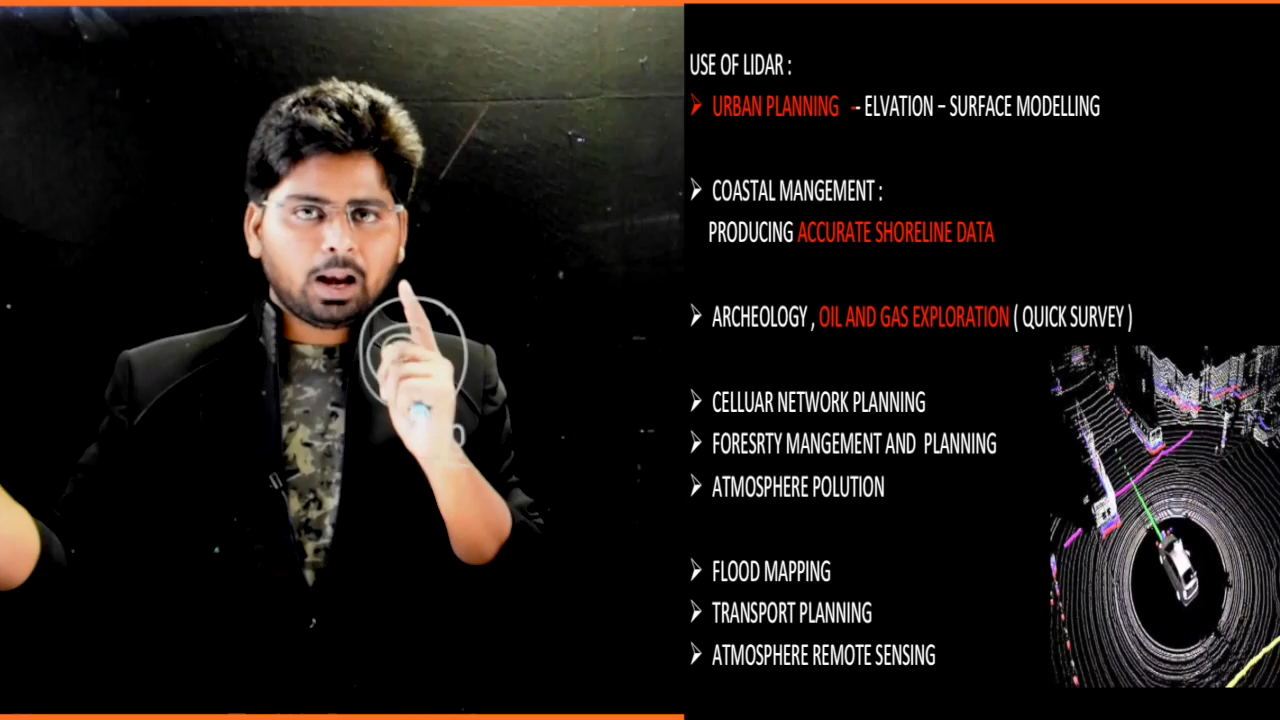 USE OF LIDAR :
➢ URBAN PLANNING -- ELVATION – SURFACE MODELLING
➢ COASTAL MANGEMENT :
PRODUCING ACCURATE SHORELINE DATA
➢ ARCHEOLOGY , OIL AND GAS EXPLORATION ( QUICK SURVEY )
➢ CELLUAR NETWORK PLANNING
➢ FORESRTY MANGEMENT AND PLANNING
➢ ATMOSPHERE POLUTION
➢ FLOOD MAPPING
➢ TRANSPORT PLANNING
➢ ATMOSPHERE REMOTE SENSING